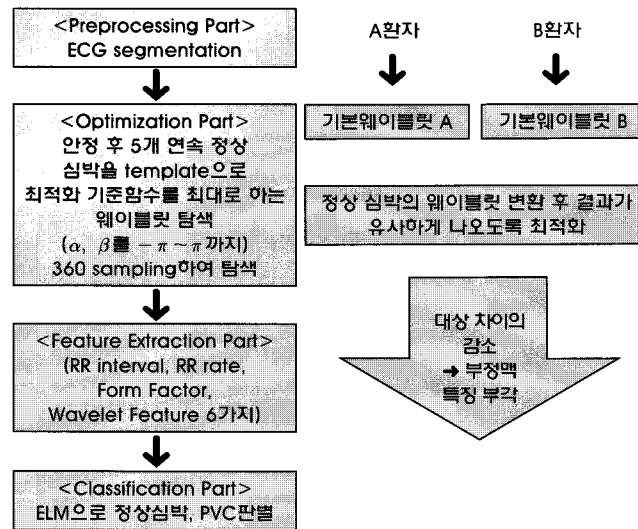 <Preprocessing Part>
ECG segmentation
<Optimization Part>
안정 후 5개 연속 정상
심박을 template으로
최적화 기준함수를 최대로 하는
웨이블릿 탐색
(α, β를 -π~π까지)
360 sampling하여 탐색
<Feature Extraction Part>
(RR interval, RR rate,
Form Factor,
Wavelet Feature 6가지)
<Classification Part>
ELM으로 정상심박, PVC판별
A환자
B환자
기본웨이블릿 A
기본웨이블릿 B
정상 심박의 웨이블릿 변환 후 결과가
유사하게 나오도록 최적화
대상 차이의
감소
→ 부정맥
특징 부각